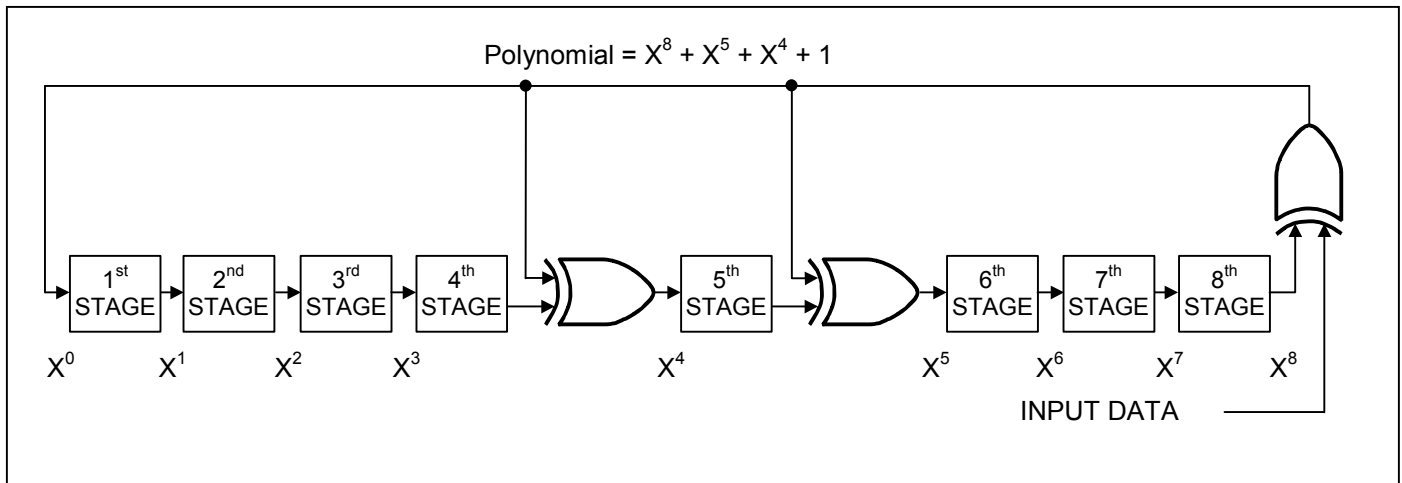 Polynomial = X⁸ + X⁵ + X⁴ + 1
1ˢᵗ STAGE
2ⁿᵈ STAGE
3ʳᵈ STAGE
4ᵗʰ STAGE
5ᵗʰ STAGE
6ᵗʰ STAGE
7ᵗʰ STAGE
8ᵗʰ STAGE
X⁰ X¹ X² X³ X⁴ X⁵ X⁶ X⁷ X⁸
INPUT DATA